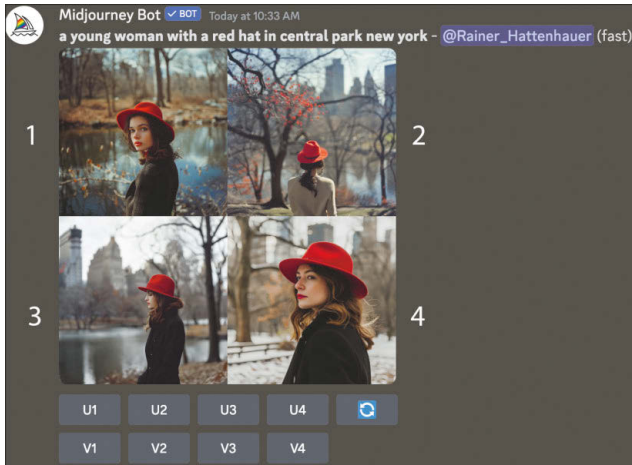 Midjourney Bot ✓ BOT Today at 10:33 AM
a young woman with a red hat in central park new york - @Rainer_Hattenhauer (fast)
1
2
3
4
U1 U2 U3 U4
V1 V2 V3 V4